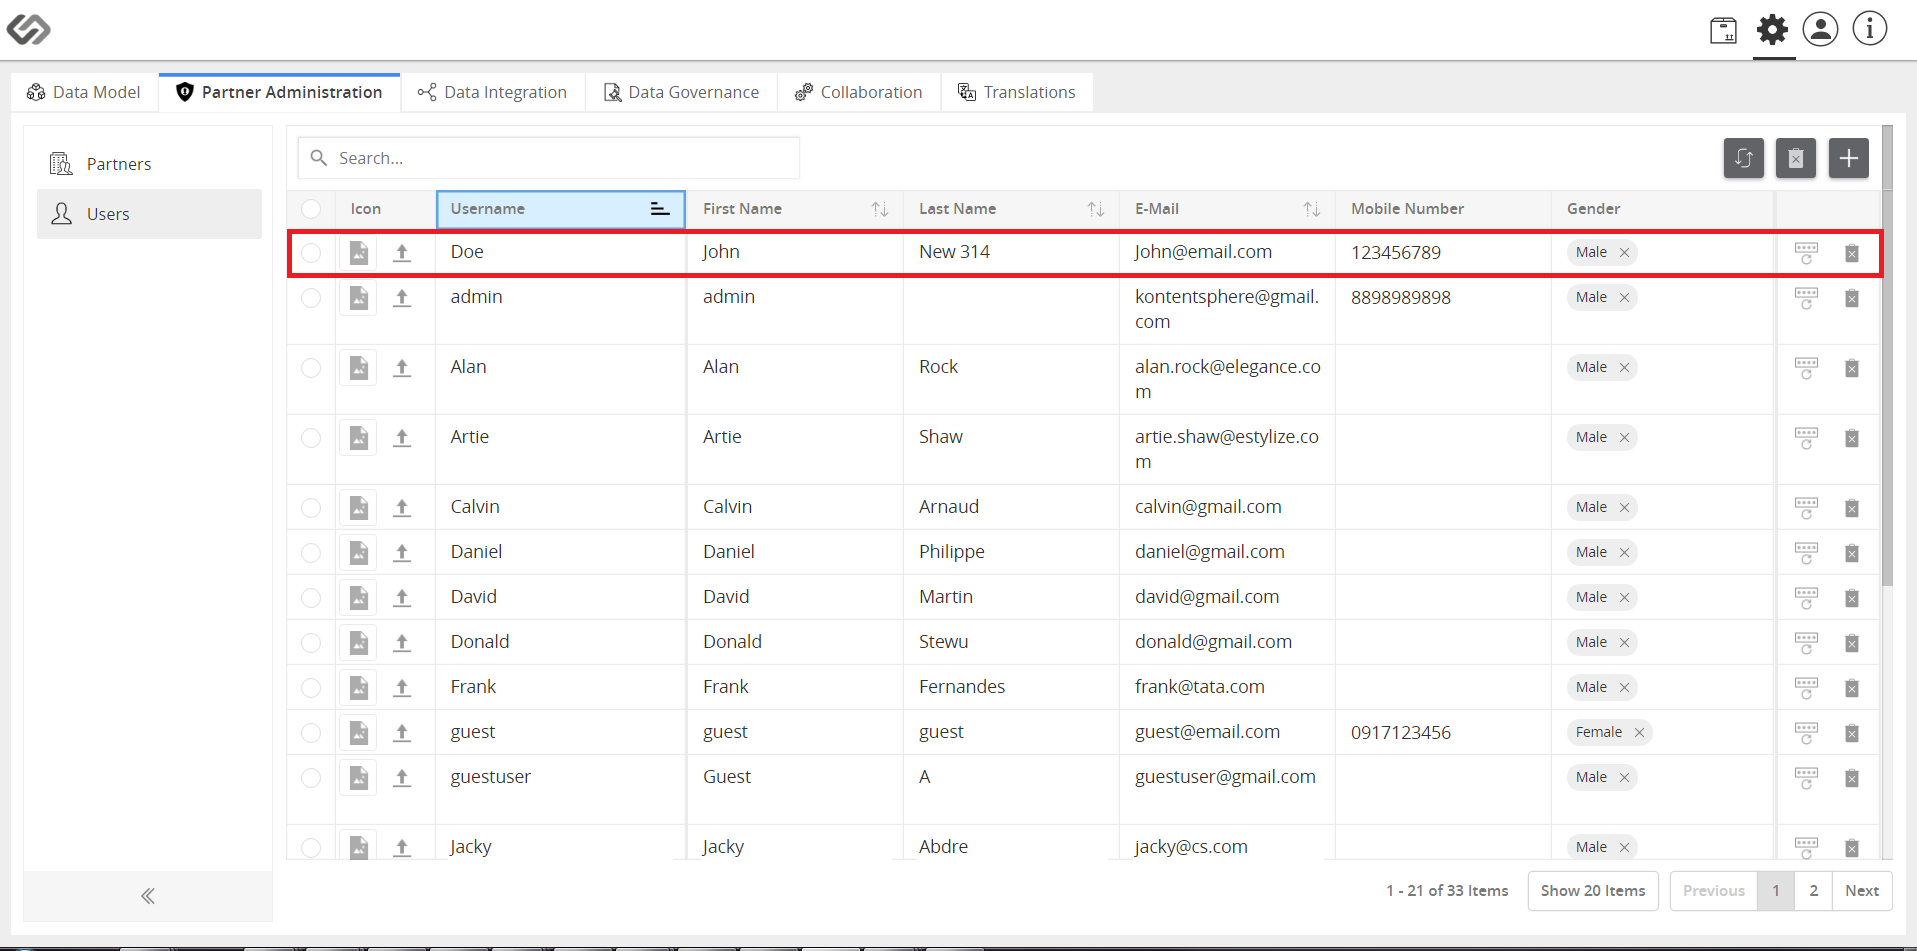 Data Model Partner Administration Data Integration Data Governance Collaboration Translations
Partners
Users
Search...
Icon Username First Name Last Name E-Mail Mobile Number Gender
Doe John New 314 John@email.com 123456789 Male
admin admin kontentsphere@gmail. 8898989898 Male
com
Alan Alan Rock alan.rock@elegance.co Male
m
Artie Artie Shaw artie.shaw@estylize.co Male
m
Calvin Calvin Arnaud calvin@gmail.com Male
Daniel Daniel Philippe daniel@gmail.com Male
David David Martin david@gmail.com Male
Donald Donald Stewu donald@gmail.com Male
Frank Frank Fernandes frank@tata.com Male
guest guest guest guest@email.com 0917123456 Female
guestuser Guest A guestuser@gmail.com Male
Jacky Jacky Abdre jacky@cs.com Male
1 - 21 of 33 Items Show 20 Items Previous 1 2 Next